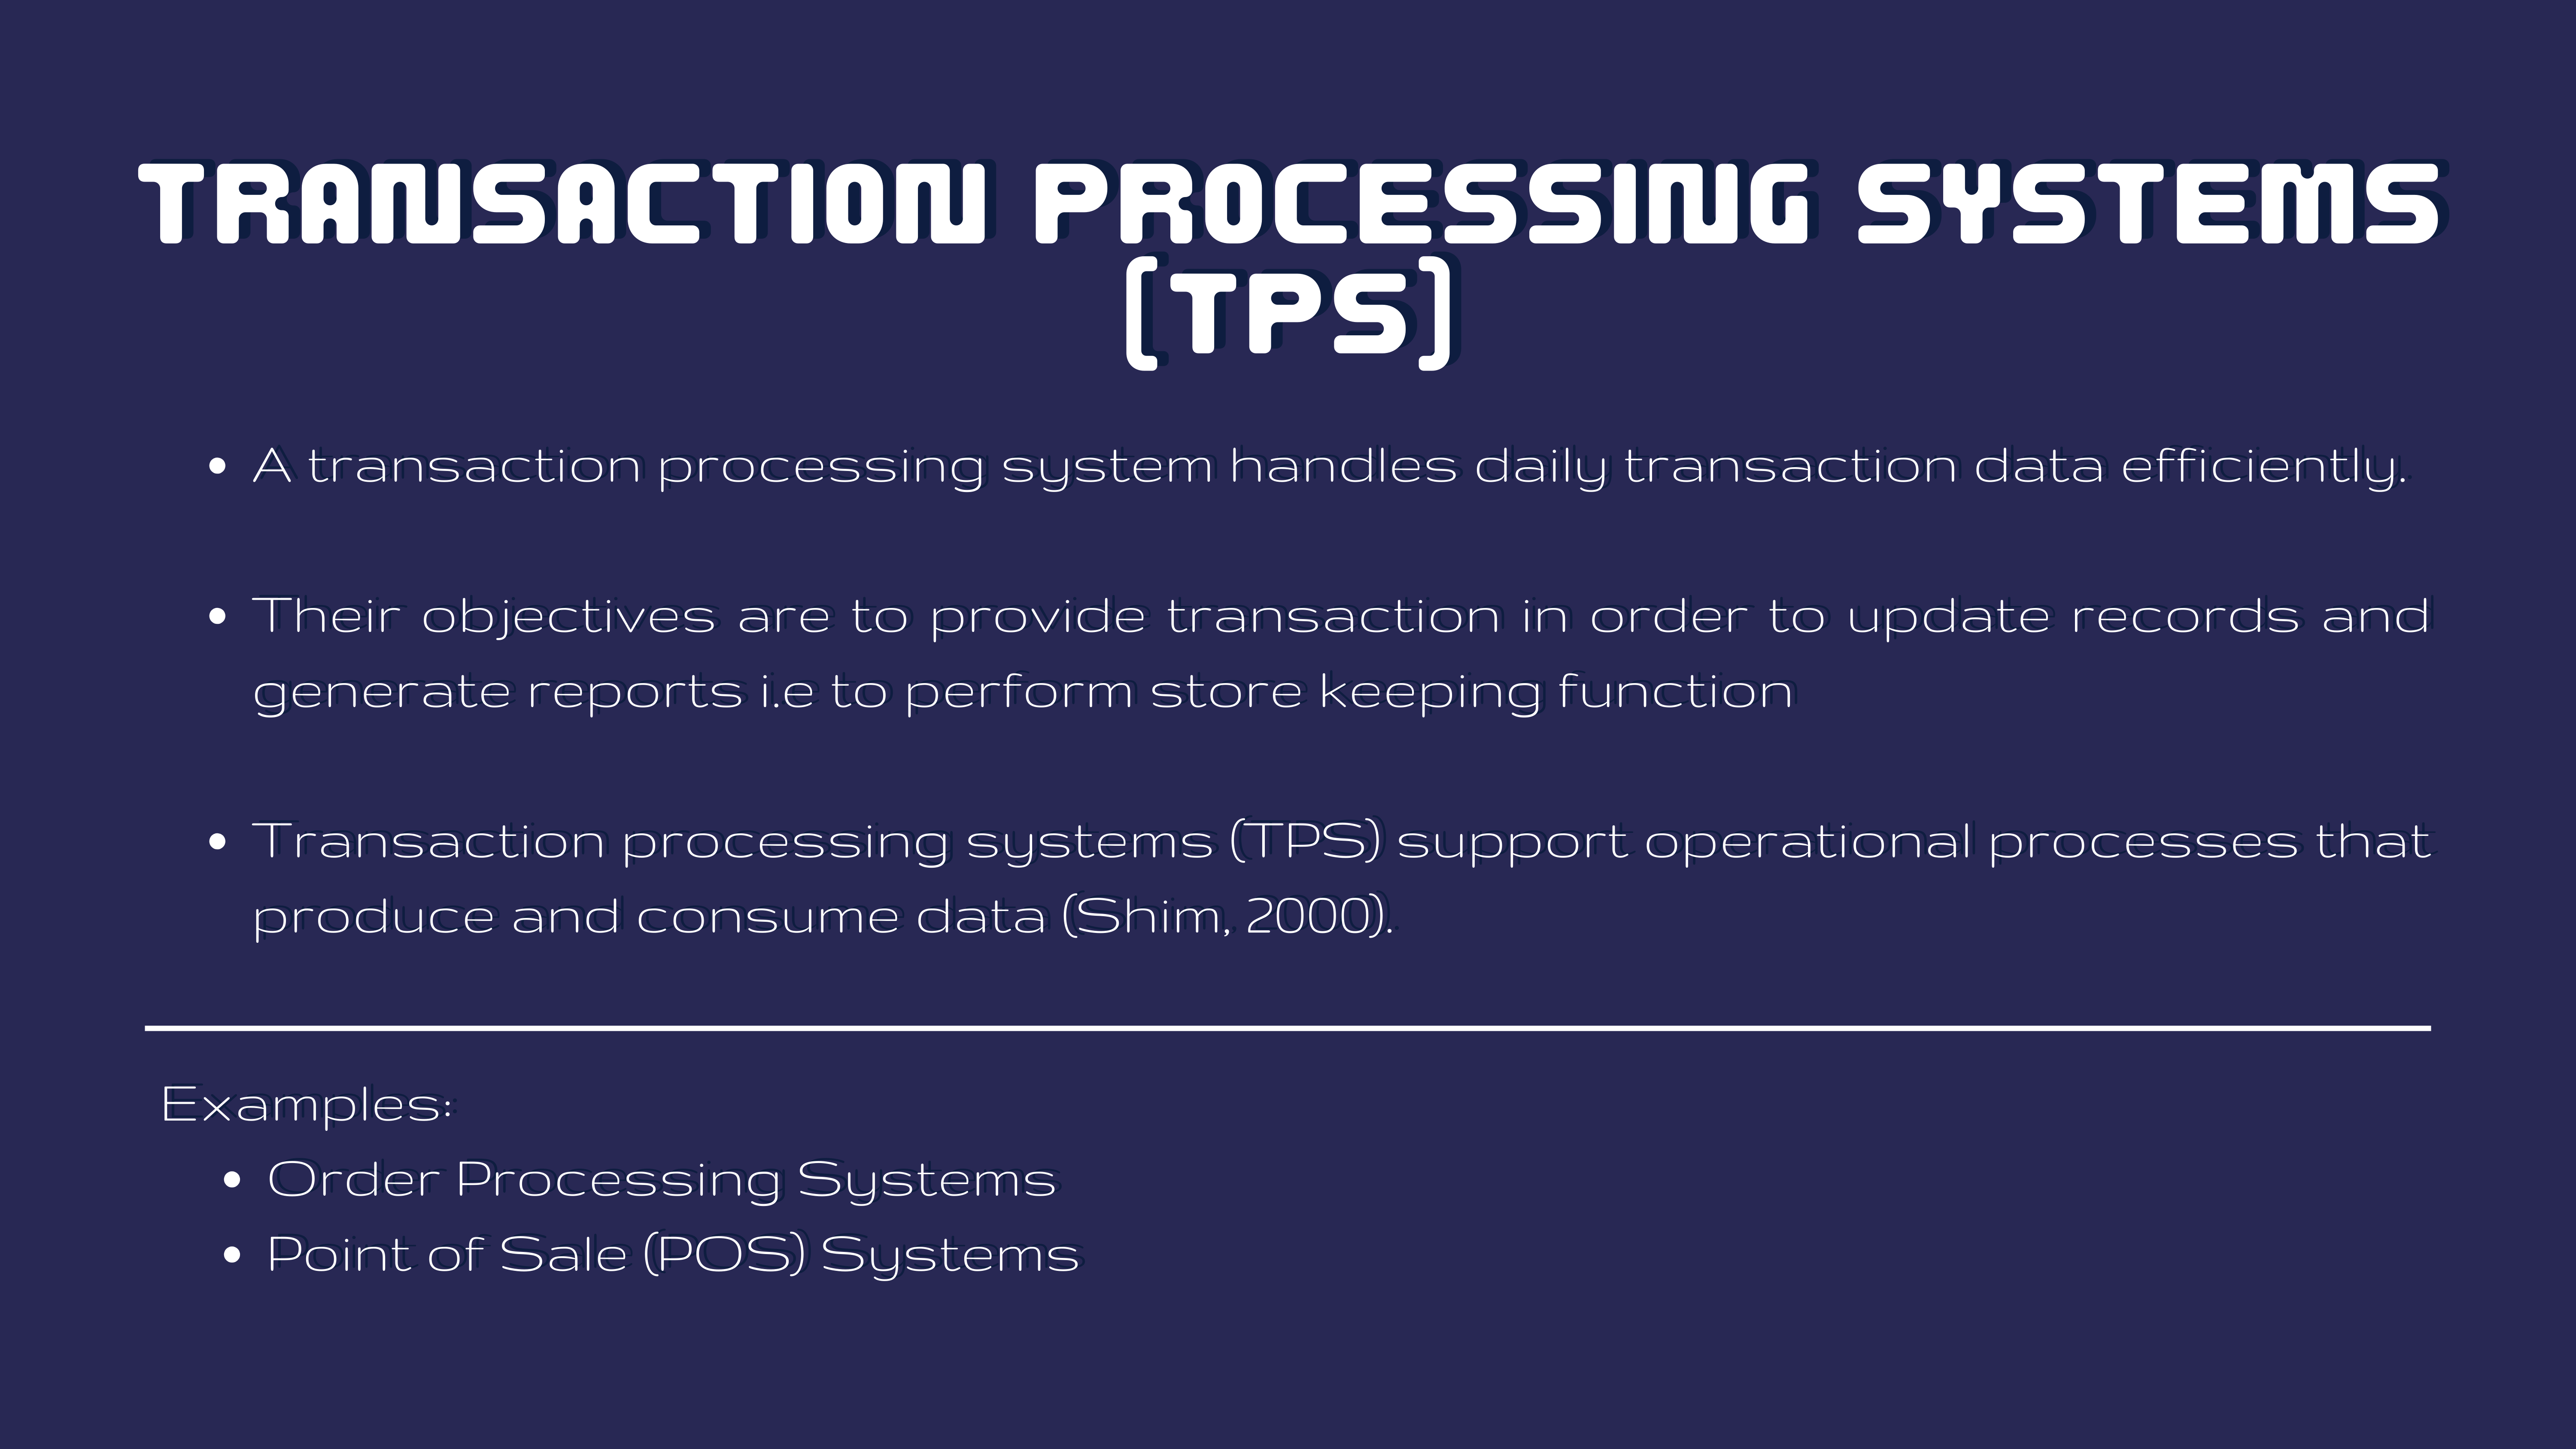 TRANSACTION PROCESSING SYSTEMS
(TPS)
• A transaction processing system handles daily transaction data efficiently.
• Their objectives are to provide transaction in order to update records and
generate reports i.e to perform store keeping function
• Transaction processing systems (TPS) support operational processes that
produce and consume data (Shim, 2000).
Examples:
• Order Processing Systems
• Point of Sale (POS) Systems